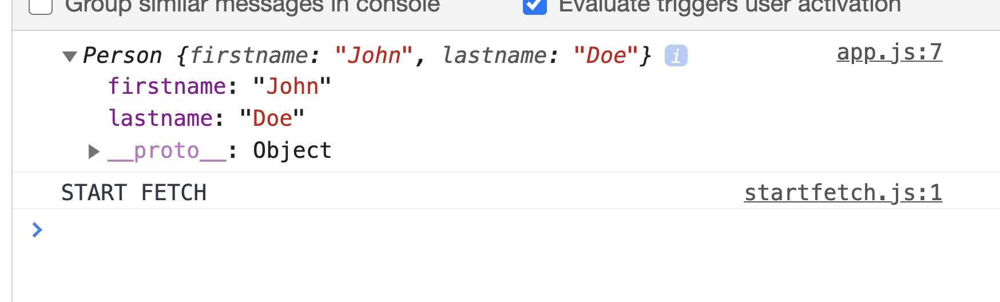 Group similar messages in console
Evaluate triggers user activation
Person {firstname: "John", lastname: "Doe"} i
app.js:7
firstname: "John"
lastname: "Doe"
__proto__: Object
START FETCH
startfetch.js:1